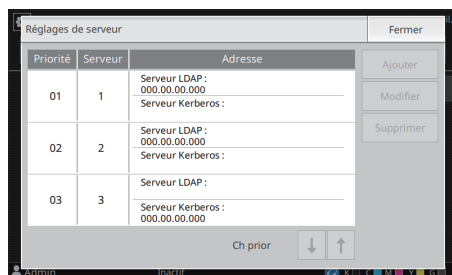 Réglages de serveur
Fermer
Priorité Serveur Adresse
Ajouter
Modifier
Supprimer
01 1 Serveur LDAP :
000.00.00.000
Serveur Kerberos :
02 2 Serveur LDAP :
000.00.00.000
Serveur Kerberos :
03 3 Serveur LDAP :
Serveur Kerberos :
000.00.00.000
Ch prior
Admin Inactif K C M Y G